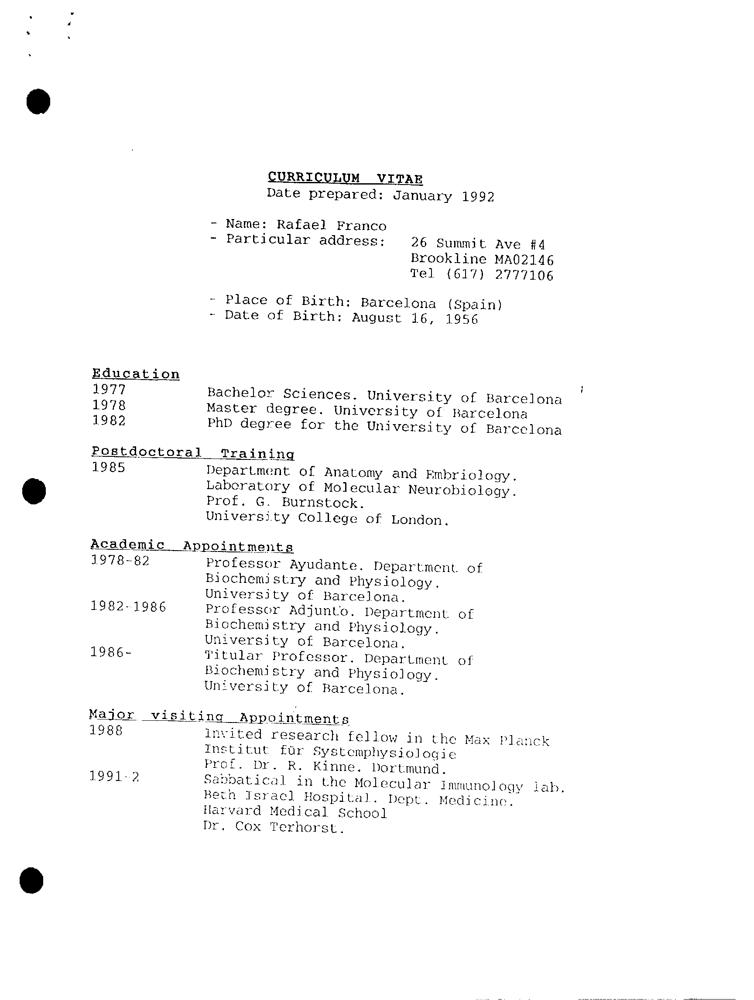 CURRICULUM VITAE
Date prepared: January 1992
- Name: Rafael Franco
- Particular address: 26 Summit Ave #4
Brookline MA02146
Tel (617) 2777106
- Place of Birth: Barcelona (Spain)
- Date of Birth: August 16, 1956
Education
1977 Bachelor Sciences. University of Barcelona
1978 Master degree. University of Barcelona
1982 PhD degree for the University of Barcelona
Postdoctoral Training
1985 Department of Anatomy and Embriology.
Laboratory of Molecular Neurobiology.
Prof. G. Burnstock.
University College of London.
Academic Appointments
1978-82 Professor Ayudante. Department of
Biochemistry and Physiology.
University of Barcelona.
1982-1986 Professor Adjunto. Department of
Biochemistry and Physiology.
University of Barcelona.
1986- Titular Professor. Department of
Biochemistry and Physiology.
University of Barcelona.
Major visiting Appointments
1988 Invited research fellow in the Max Planck
Institut für Systemphysiologie
Prof. Dr. R. Kinne. Dortmund.
1991-2 Sabbatical in the Molecular Immunology lab.
Beth Israel Hospital. Dept. Medicine.
Harvard Medical School
Dr. Cox Terhorst.